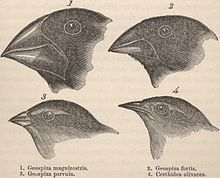 1
2
3
4
1. Geospiza magnirostris. 2. Geospiza fortis.
3. Geospiza parvula. 4. Certhidea olivacea.